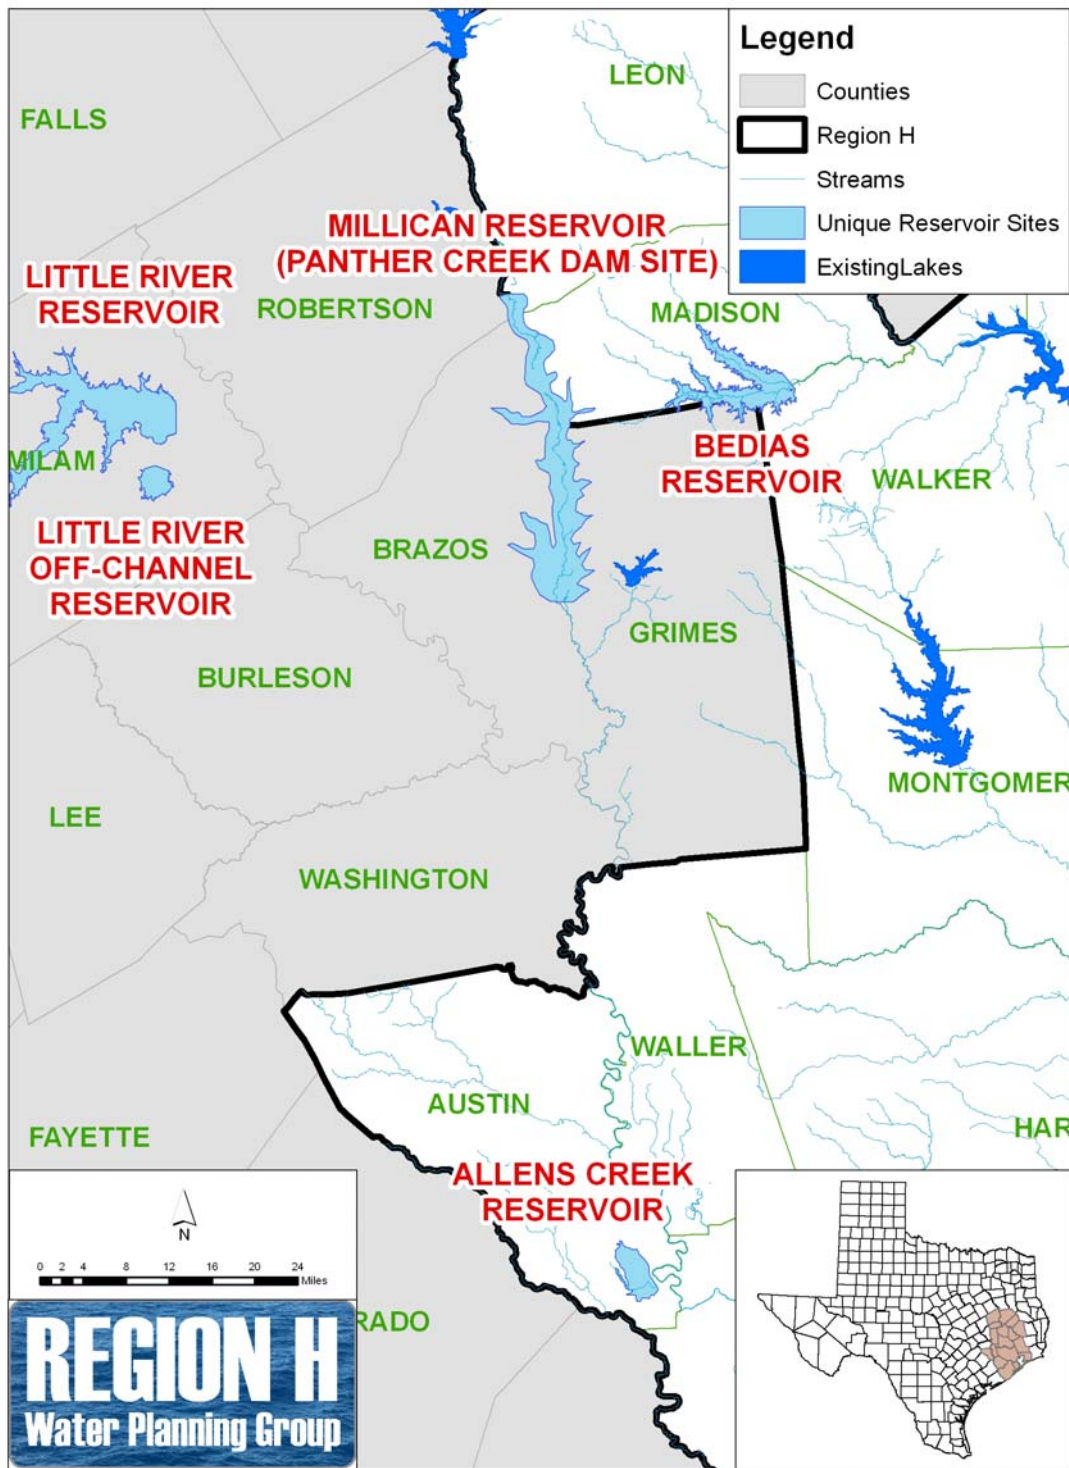 Legend
Counties
Region H
Streams
Unique Reservoir Sites
ExistingLakes
LEON
FALLS
MILLICAN RESERVOIR
(PANTHER CREEK DAM SITE)
LITTLE RIVER
RESERVOIR
ROBERTSON
MADISON
BEDIAS
RESERVOIR
MILAM
WALKER
LITTLE RIVER
OFF-CHANNEL
RESERVOIR
BRAZOS
GRIMES
BURLESON
MONTGOMER
LEE
WASHINGTON
WALLER
AUSTIN
FAYETTE
HAR
ALLENS CREEK
RESERVOIR
N
0 2 4 8 12 16 20 24
Miles
RADO
REGION H
Water Planning Group